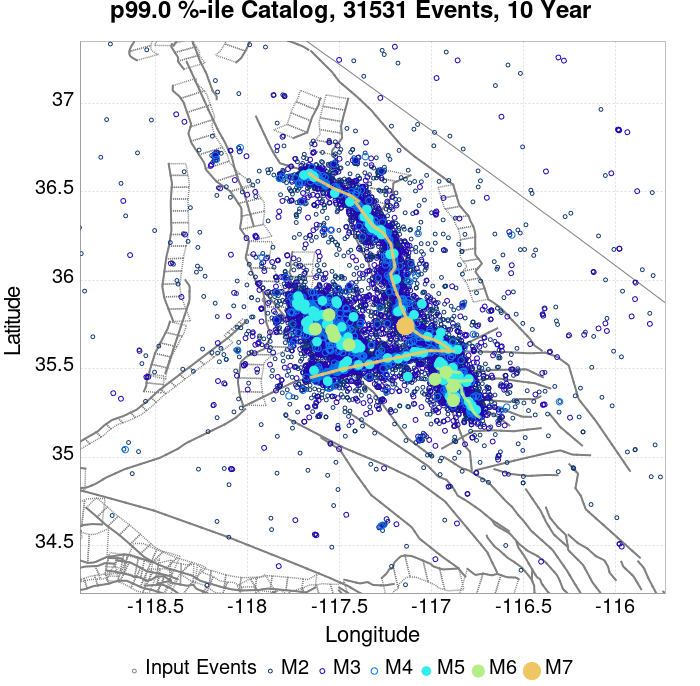 p99.0 %-ile Catalog, 31531 Events, 10 Year
37
36.5
36
35.5
35
34.5
Latitude
-118.5 -118 -117.5 -117 -116.5 -116
Longitude
Input Events M2 M3 M4 M5 M6 M7